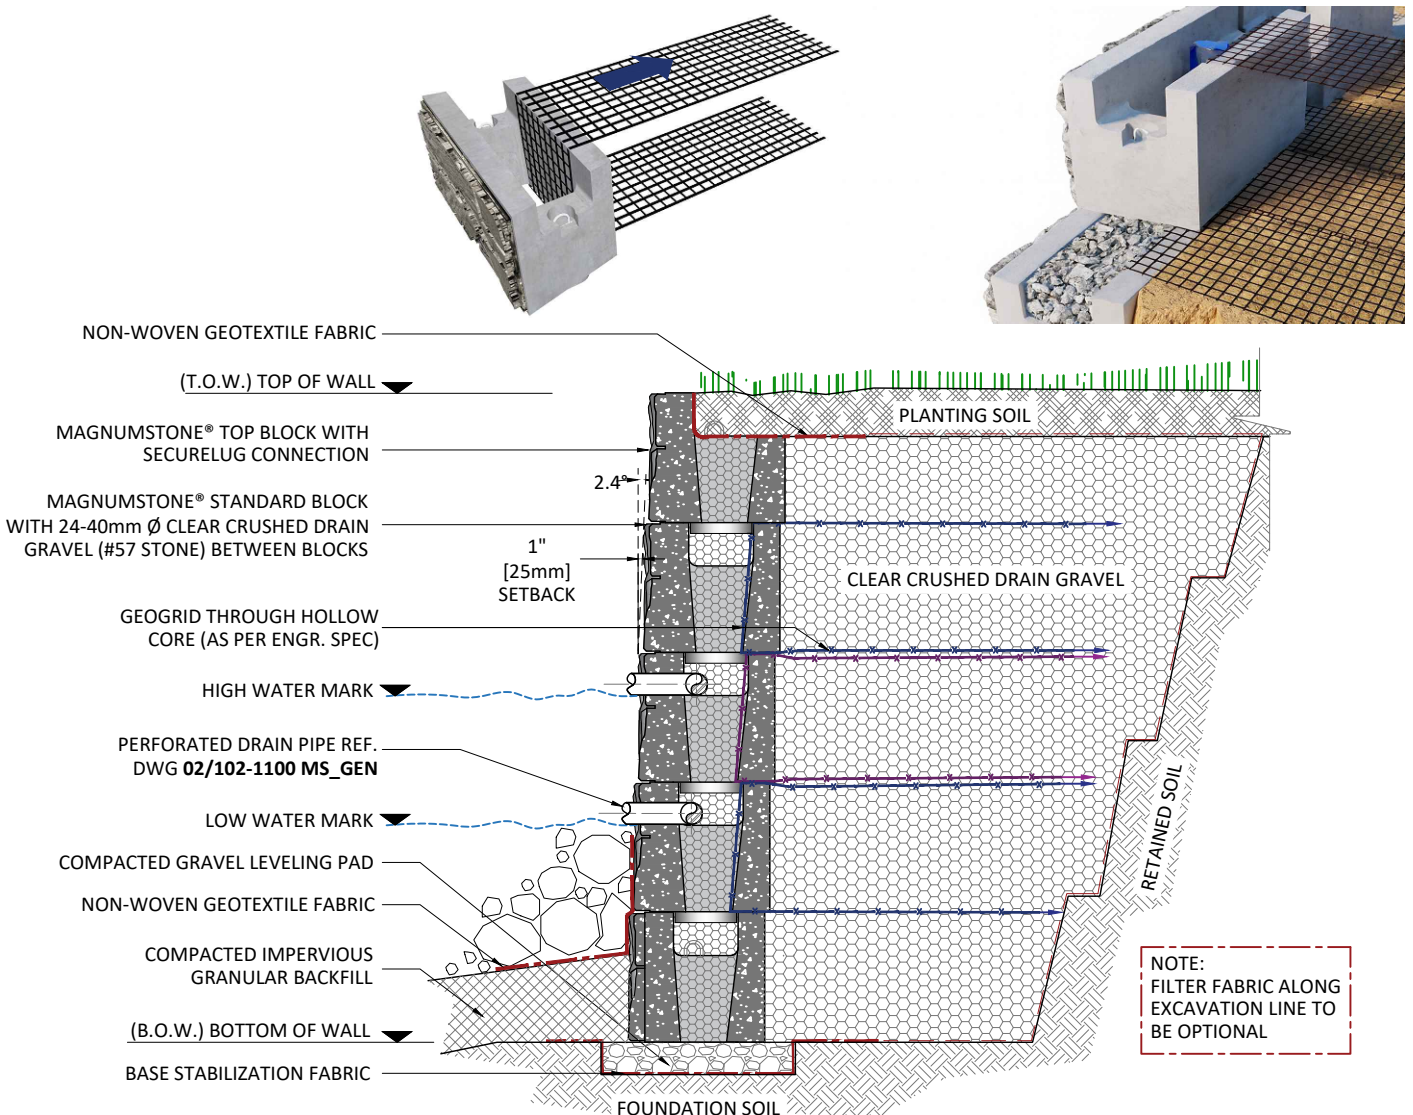 NON-WOVEN GEOTEXTILE FABRIC
(T.O.W.) TOP OF WALL
PLANTING SOIL
MAGNUMSTONE® TOP BLOCK WITH
SECURELUG CONNECTION
2.4°
MAGNUMSTONE® STANDARD BLOCK
WITH 24-40mm Ø CLEAR CRUSHED DRAIN
GRAVEL (#57 STONE) BETWEEN BLOCKS
1"
[25mm]
SETBACK
CLEAR CRUSHED DRAIN GRAVEL
GEOGRID THROUGH HOLLOW
CORE (AS PER ENGR. SPEC)
HIGH WATER MARK
PERFORATED DRAIN PIPE REF.
DWG 02/102-1100 MS_GEN
LOW WATER MARK
RETAINED SOIL
COMPACTED GRAVEL LEVELING PAD
NON-WOVEN GEOTEXTILE FABRIC
COMPACTED IMPERVIOUS
GRANULAR BACKFILL
NOTE:
FILTER FABRIC ALONG
EXCAVATION LINE TO
BE OPTIONAL
(B.O.W.) BOTTOM OF WALL
BASE STABILIZATION FABRIC
FOUNDATION SOIL